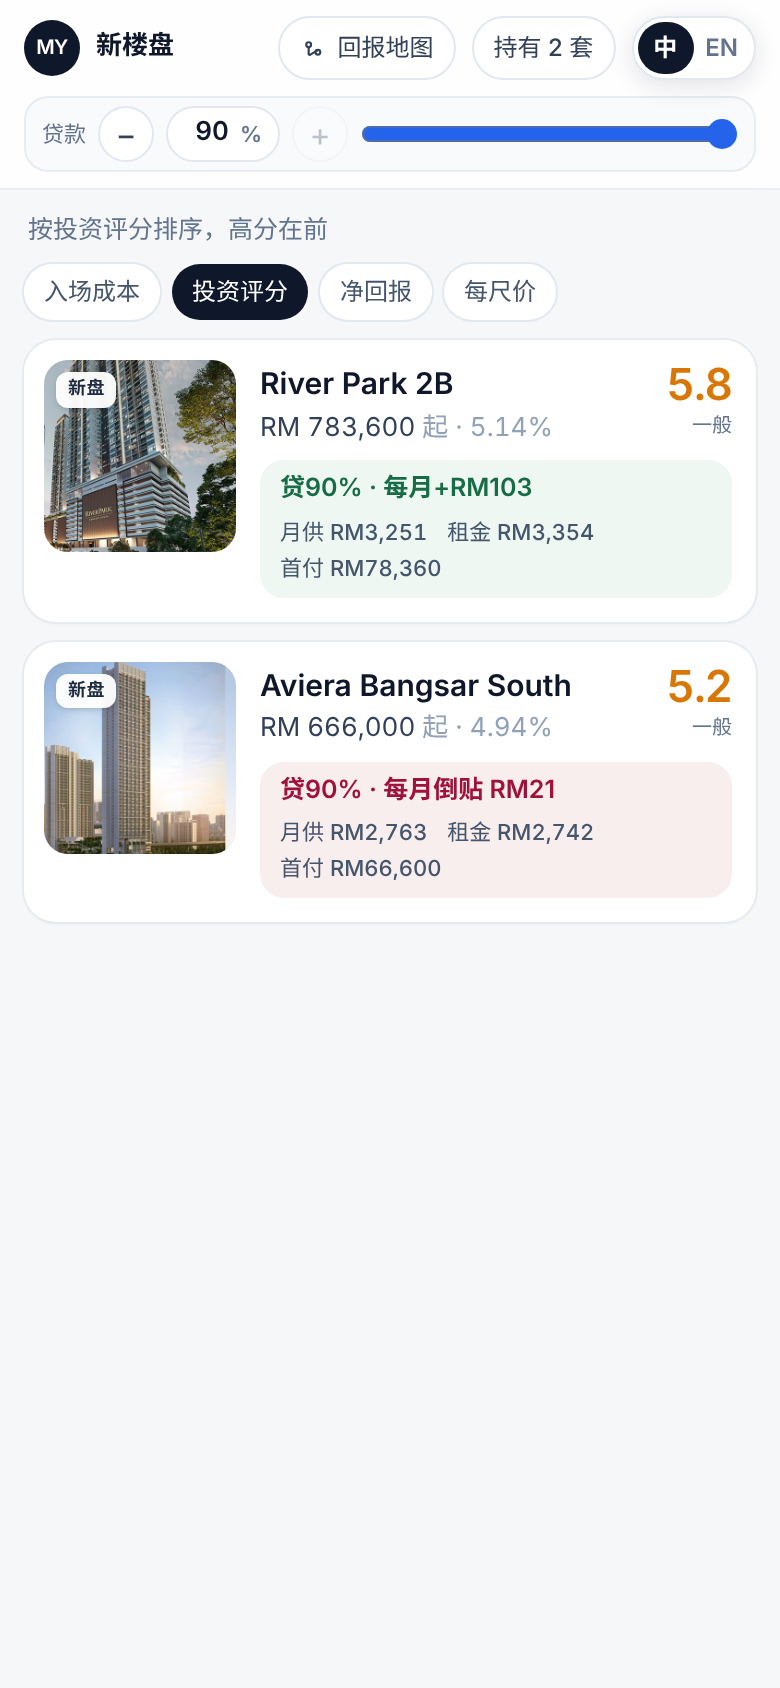 MY 新楼盘 回报地图 持有 2 套 中 EN
贷款 − 90 % +
按投资评分排序，高分在前
入场成本 投资评分 净回报 每尺价
新盘
RIVER PARK
River Park 2B
5.8
RM 783,600 起 · 5.14%
一般
贷90% · 每月+RM103
月供 RM3,251 租金 RM3,354
首付 RM78,360
新盘
Aviera Bangsar South
5.2
RM 666,000 起 · 4.94%
一般
贷90% · 每月倒贴 RM21
月供 RM2,763 租金 RM2,742
首付 RM66,600